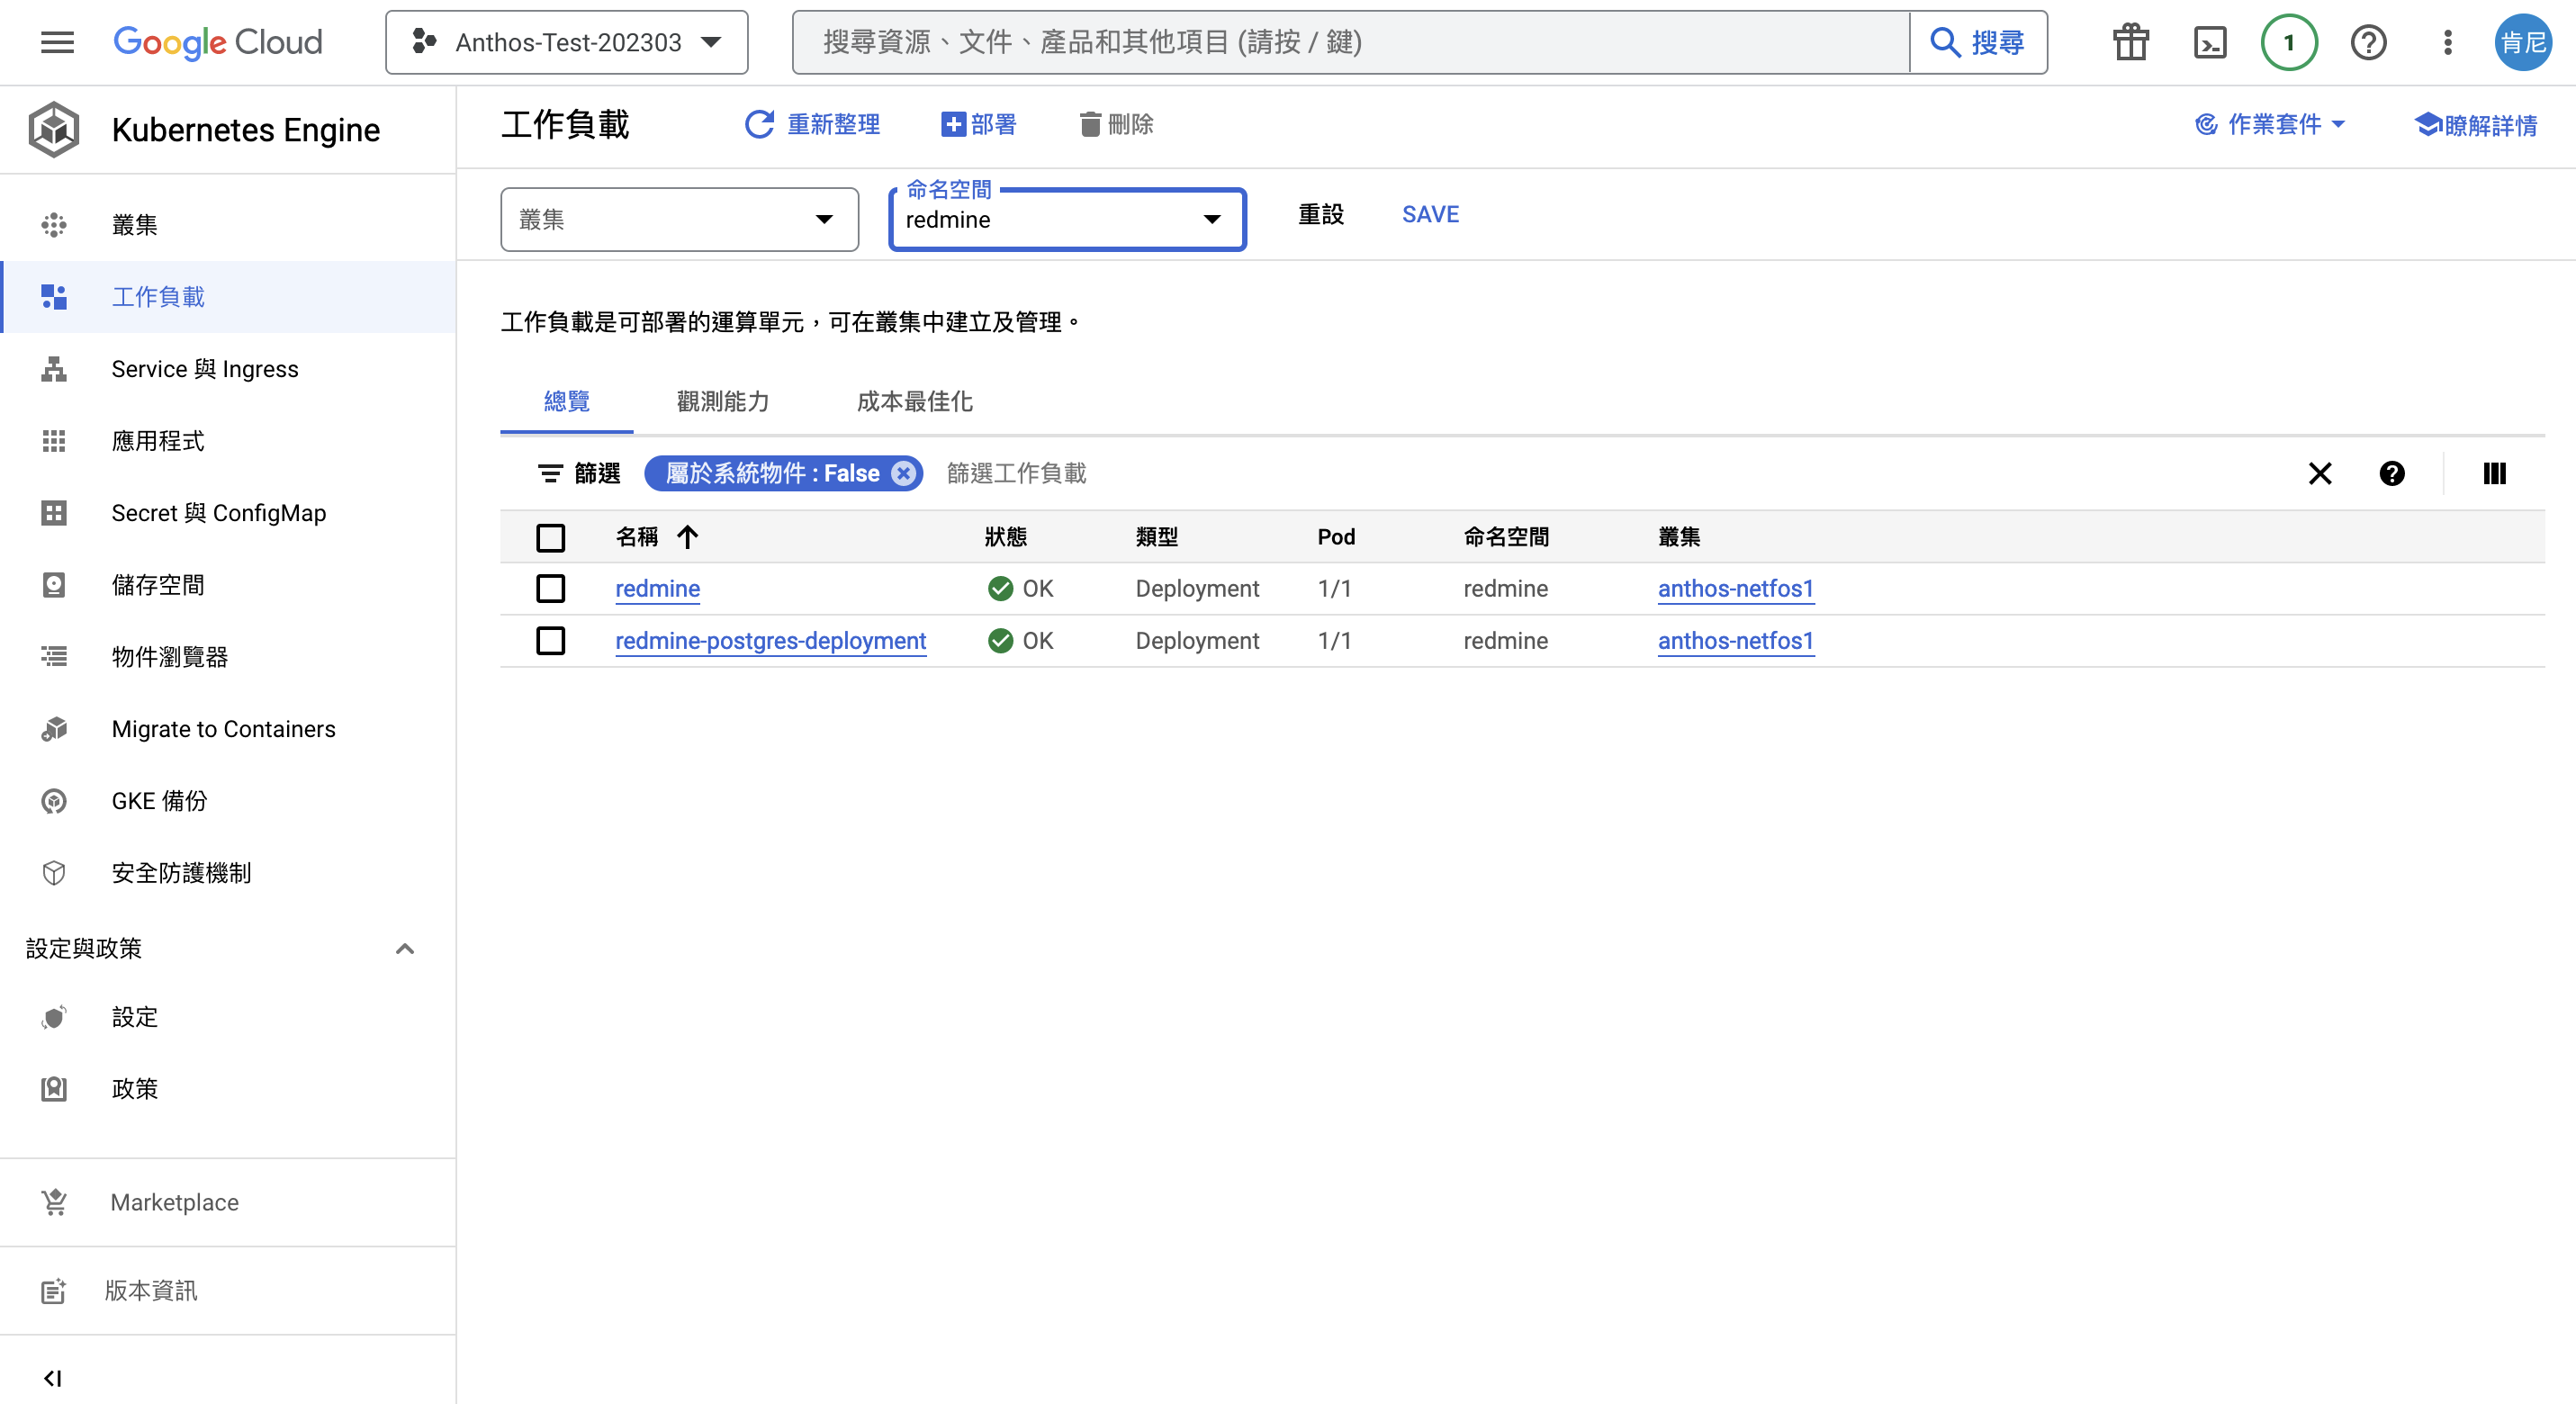 Google Cloud
Anthos-Test-202303
搜尋資源、文件、產品和其他項目 (請按 / 鍵)
搜尋
1
肯尼
Kubernetes Engine
叢集
工作負載
Service 與 Ingress
應用程式
Secret 與 ConfigMap
儲存空間
物件瀏覽器
Migrate to Containers
GKE 備份
安全防護機制
設定與政策
設定
政策
Marketplace
版本資訊
工作負載
重新整理
部署
刪除
作業套件
瞭解詳情
叢集
命名空間
redmine
重設
SAVE
工作負載是可部署的運算單元，可在叢集中建立及管理。
總覽
觀測能力
成本最佳化
篩選
屬於系統物件 : False
篩選工作負載
名稱 狀態 類型 Pod 命名空間 叢集
redmine OK Deployment 1/1 redmine anthos-netfos1
redmine-postgres-deployment OK Deployment 1/1 redmine anthos-netfos1